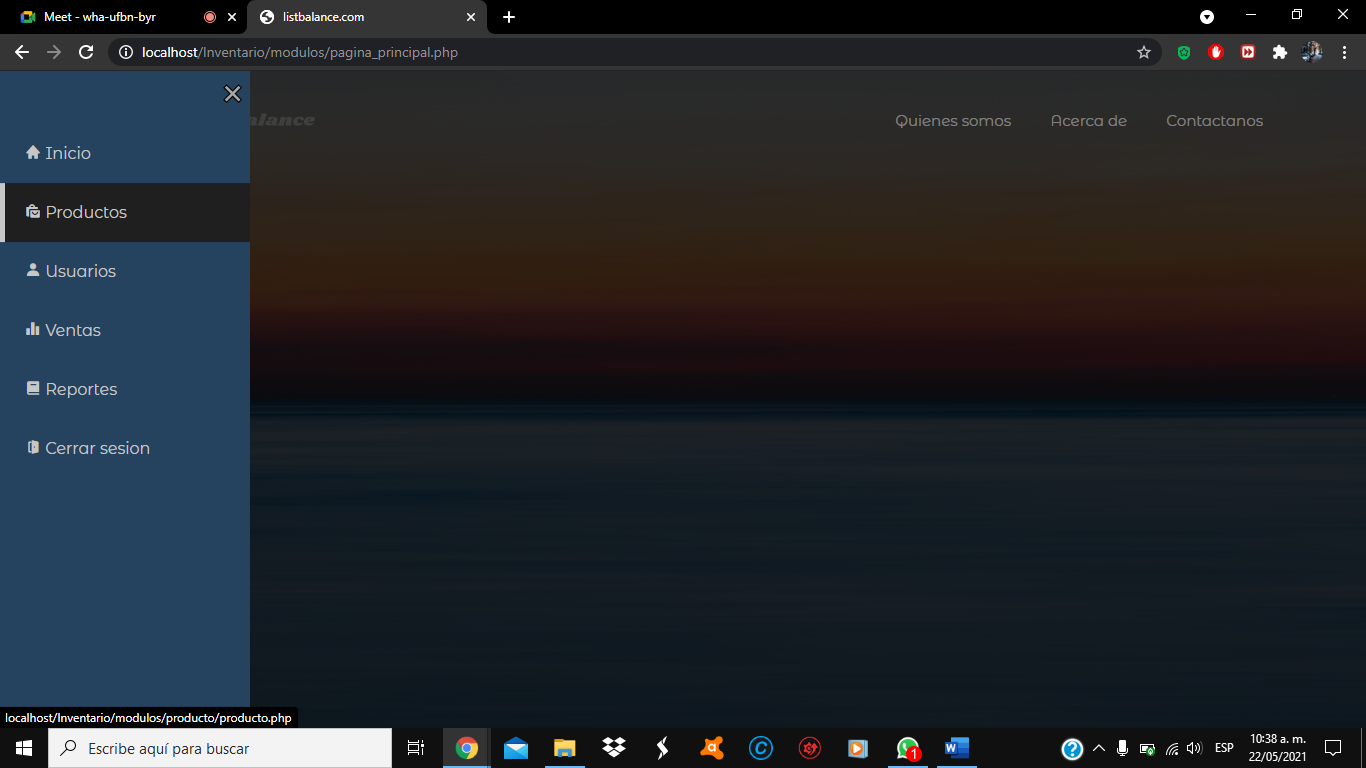 Meet - wha-ufbn-byr
listbalance.com
localhost/Inventario/modulos/pagina_principal.php
alance
Quienes somos
Acerca de
Contactanos
Inicio
Productos
Usuarios
Ventas
Reportes
Cerrar sesion
localhost/Inventario/modulos/producto/producto.php
Escribe aquí para buscar
1
ESP
10:38 a. m.
22/05/2021